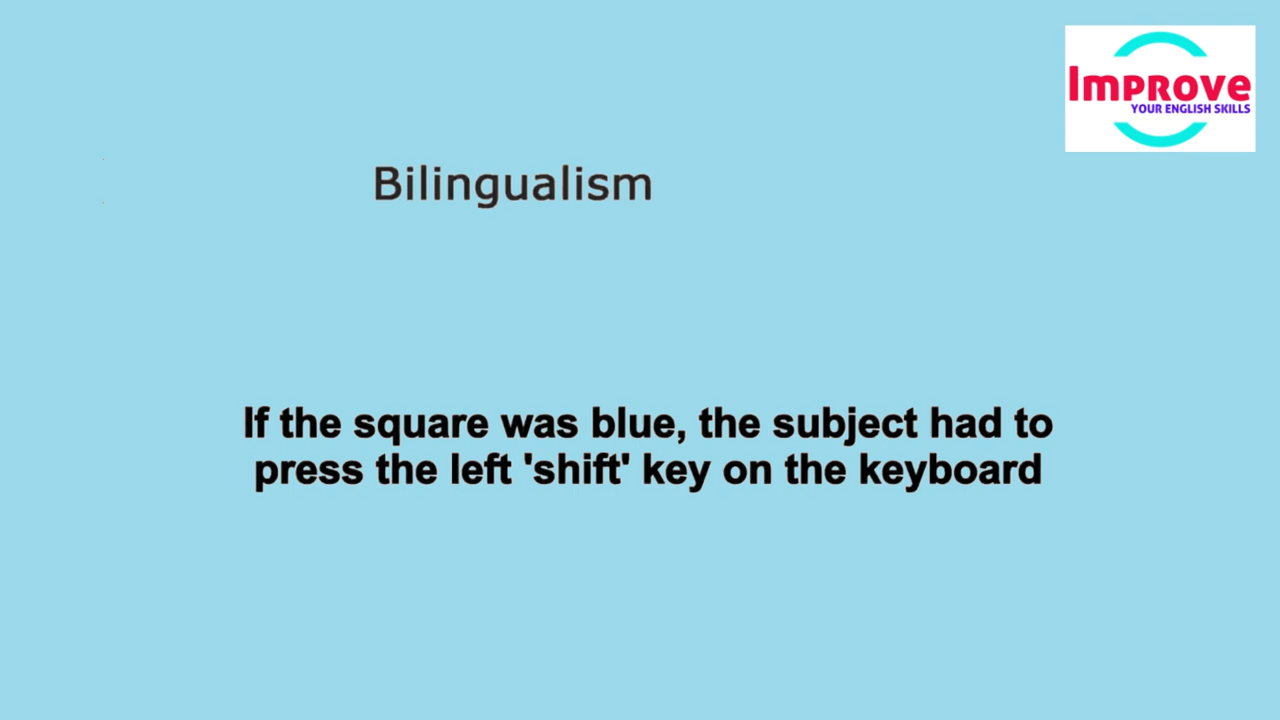 Improve
YOUR ENGLISH SKILLS
Bilingualism
If the square was blue, the subject had to
press the left 'shift' key on the keyboard